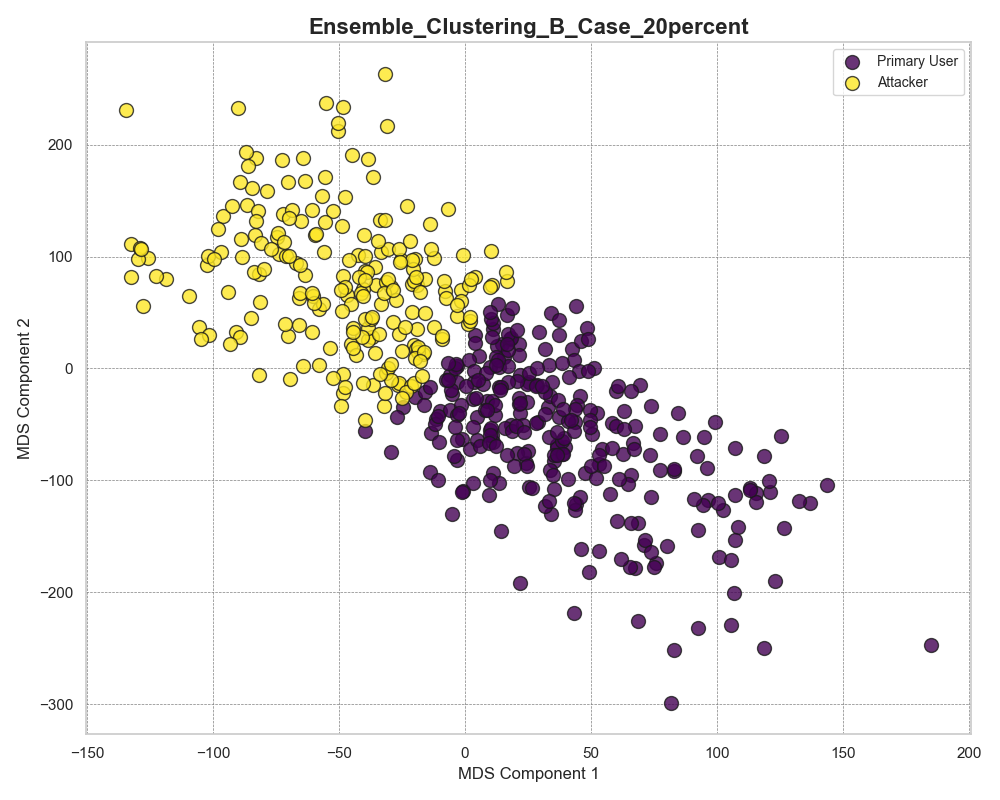 Ensemble_Clustering_B_Case_20percent
Primary User
Attacker
200
100
0
−100
−200
−300
MDS Component 2
−150
−100
−50
0
50
100
150
200
MDS Component 1